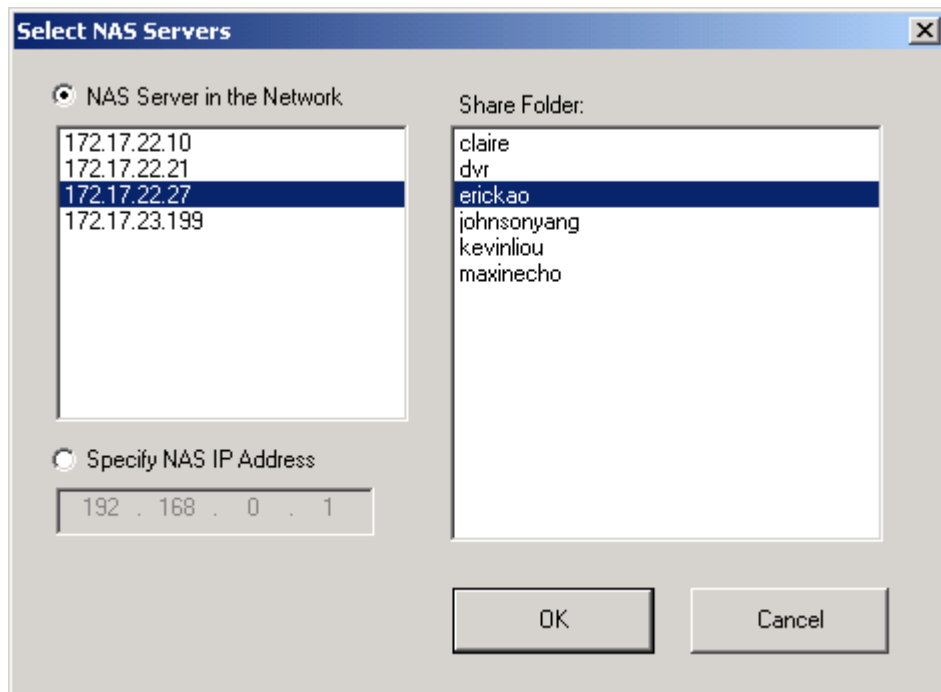 Select NAS Servers
NAS Server in the Network
172.17.22.10
172.17.22.21
172.17.22.27
172.17.23.199
Specify NAS IP Address
192 . 168 . 0 . 1
Share Folder:
claire
dvr
erickao
johnsonyang
kevinliou
maxinecho
OK
Cancel